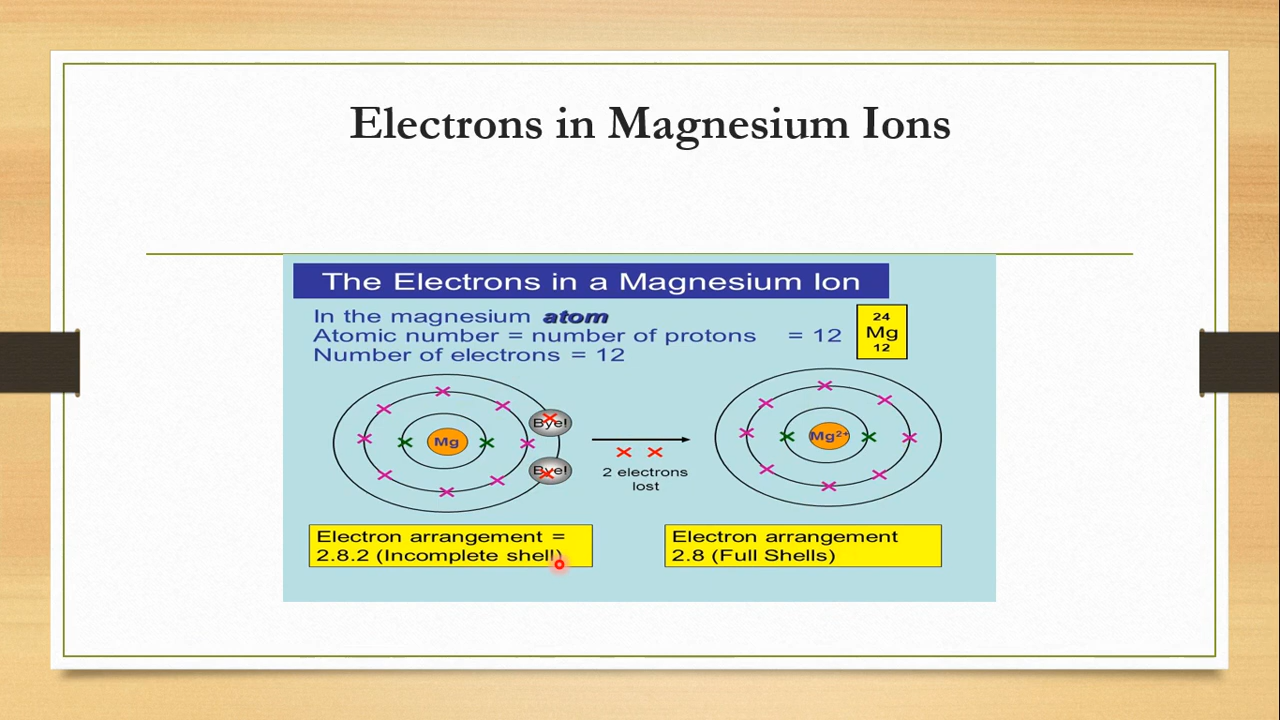 Electrons in Magnesium Ions
The Electrons in a Magnesium Ion
In the magnesium atom
Atomic number = number of protons = 12
Number of electrons = 12
24
Mg
12
Mg
Bye!
Bye!
2 electrons
lost
Mg²⁺
Electron arrangement =
2.8.2 (Incomplete shell)
Electron arrangement
2.8 (Full Shells)